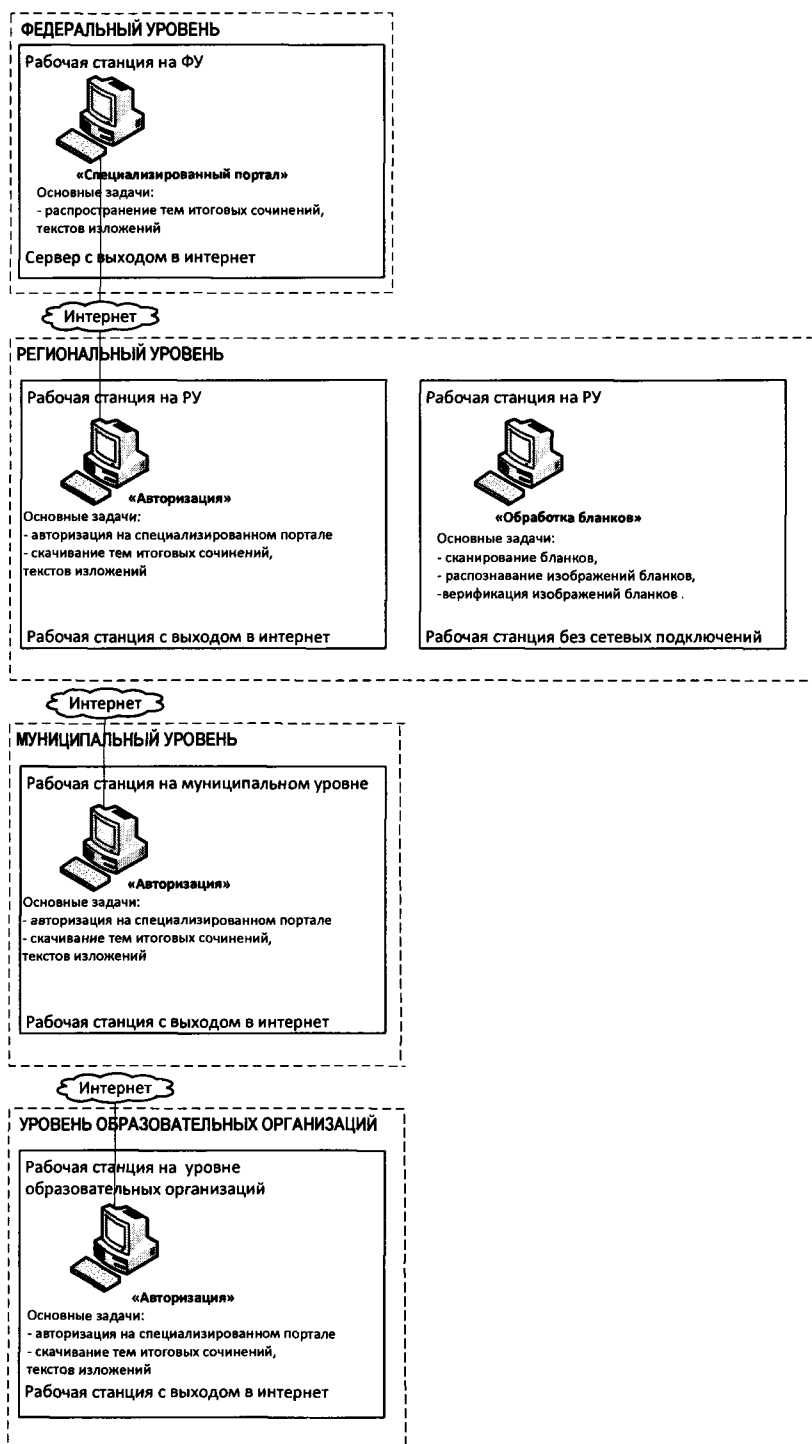 ФЕДЕРАЛЬНЫЙ УРОВЕНЬ
Рабочая станция на ФУ
«Специализированный портал»
Основные задачи:
- распространение тем итоговых сочинений,
текстов изложений
Сервер с выходом в интернет
Интернет
РЕГИОНАЛЬНЫЙ УРОВЕНЬ
Рабочая станция на РУ
«Авторизация»
Основные задачи:
- авторизация на специализированном портале
- скачивание тем итоговых сочинений,
текстов изложений
Рабочая станция с выходом в интернет
Рабочая станция на РУ
«Обработка бланков»
Основные задачи:
- сканирование бланков,
- распознавание изображений бланков,
-верификация изображений бланков .
Рабочая станция без сетевых подключений
Интернет
МУНИЦИПАЛЬНЫЙ УРОВЕНЬ
Рабочая станция на муниципальном уровне
«Авторизация»
Основные задачи:
- авторизация на специализированном портале
- скачивание тем итоговых сочинений,
текстов изложений
Рабочая станция с выходом в интернет
Интернет
УРОВЕНЬ ОБРАЗОВАТЕЛЬНЫХ ОРГАНИЗАЦИЙ
Рабочая станция на уровне
образовательных организаций
«Авторизация»
Основные задачи:
- авторизация на специализированном портале
- скачивание тем итоговых сочинений,
текстов изложений
Рабочая станция с выходом в интернет